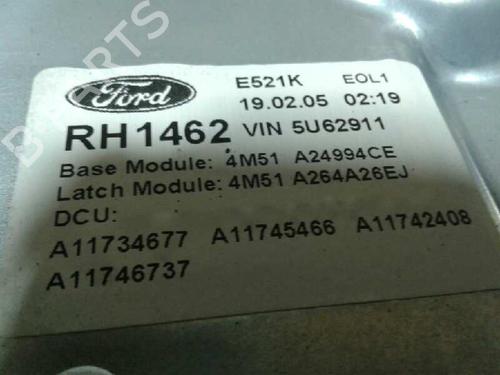 B PARTS
Ford
E521K EOL1
19.02.05 02:19
RH1462 VIN 5U62911
Base Module: 4M51 A24994CE
Latch Module: 4M51 A264A26EJ
DCU:
A11734677 A11745466 A11742408
A11746737